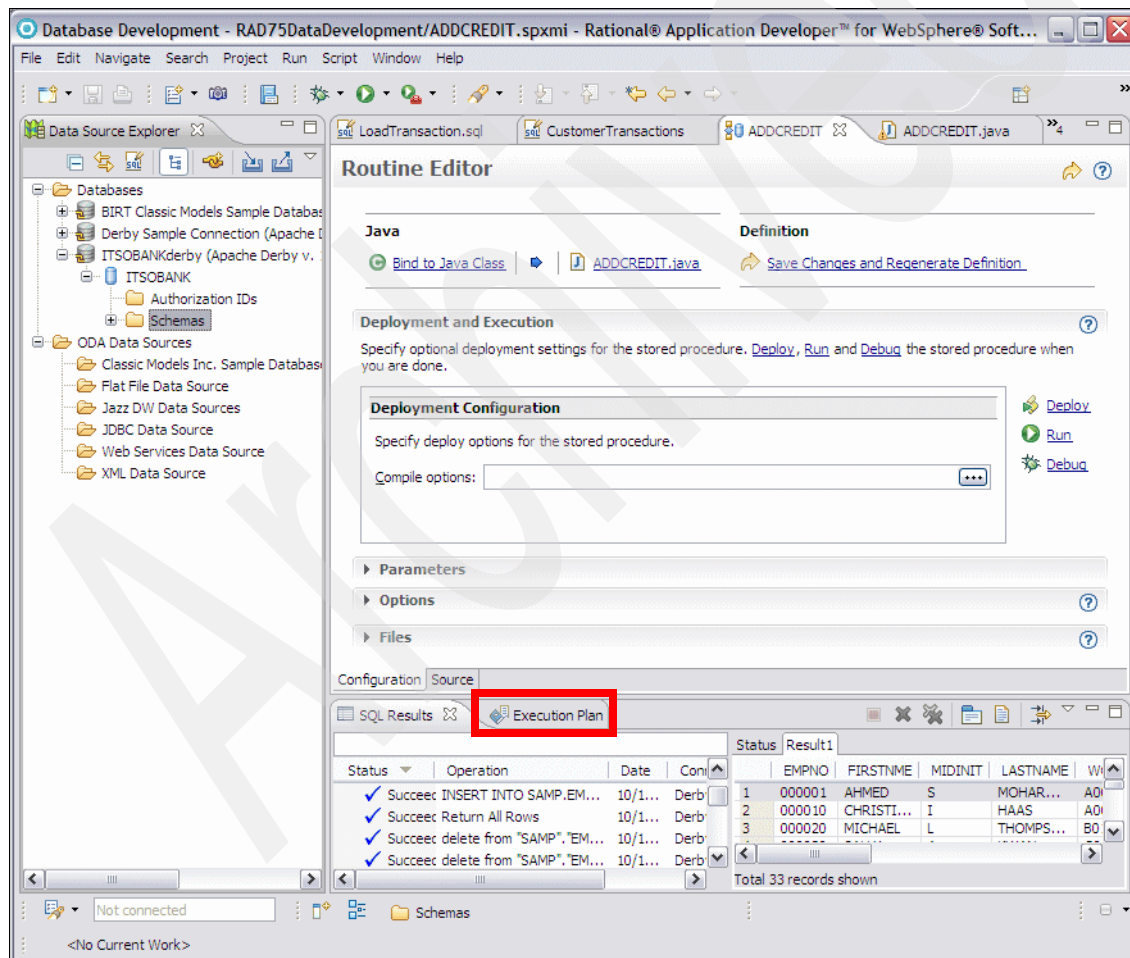 Database Development - RAD75DataDevelopment/ADDCREDIT.spxmi - Rational® Application Developer™ for WebSphere® Soft...
File Edit Navigate Search Project Run Script Window Help
Data Source Explorer
LoadTransaction.sql CustomerTransactions ADDCREDIT ADDCREDIT.java »4
Databases
BIRT Classic Models Sample Databas
Derby Sample Connection (Apache D
ITSOBANKderby (Apache Derby v.
ITSOBANK
Authorization IDs
Schemas
ODA Data Sources
Classic Models Inc. Sample Databas
Flat File Data Source
Jazz DW Data Sources
JDBC Data Source
Web Services Data Source
XML Data Source
Routine Editor
Java
Bind to Java Class ADDCREDIT.java
Definition
Save Changes and Regenerate Definition
Deployment and Execution
Specify optional deployment settings for the stored procedure. Deploy, Run and Debug the stored procedure when
you are done.
Deployment Configuration
Specify deploy options for the stored procedure.
Compile options:
Deploy
Run
Debug
Parameters
Options
Files
Configuration Source
SQL Results Execution Plan
Status Operation Date Conn
Succeec INSERT INTO SAMP.EM... 10/1... Derb
Succeec Return All Rows 10/1... Derb
Succeec delete from "SAMP"."EM... 10/1... Derb
Succeec delete from "SAMP"."EM... 10/1... Derb
Status Result1
EMPNO FIRSTNME MIDINIT LASTNAME
1 000001 AHMED S MOHAR... A00
2 000010 CHRISTI... I HAAS A00
3 000020 MICHAEL L THOMPS... B0
Total 33 records shown
Not connected Schemas
<No Current Work>
Archived